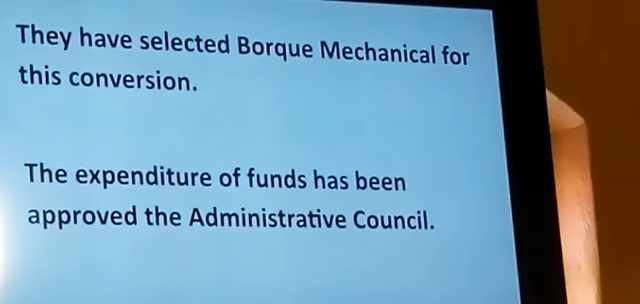 They have selected Borque Mechanical for
this conversion.
The expenditure of funds has been
approved the Administrative Council.